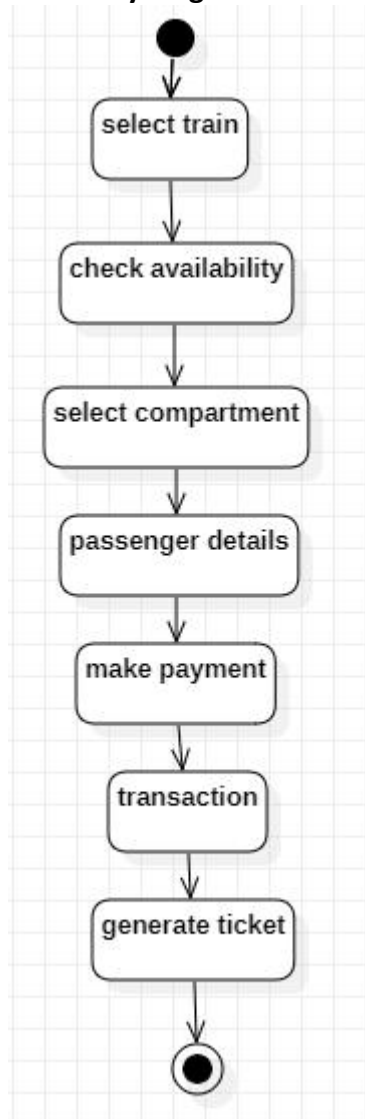 select train
check availability
select compartment
passenger details
make payment
transaction
generate ticket